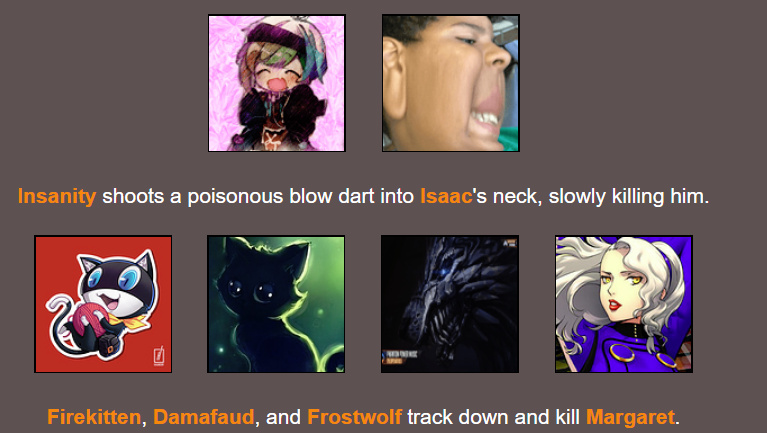 Insanity shoots a poisonous blow dart into Isaac's neck, slowly killing him.
Firekitten, Damafaud, and Frostwolf track down and kill Margaret.